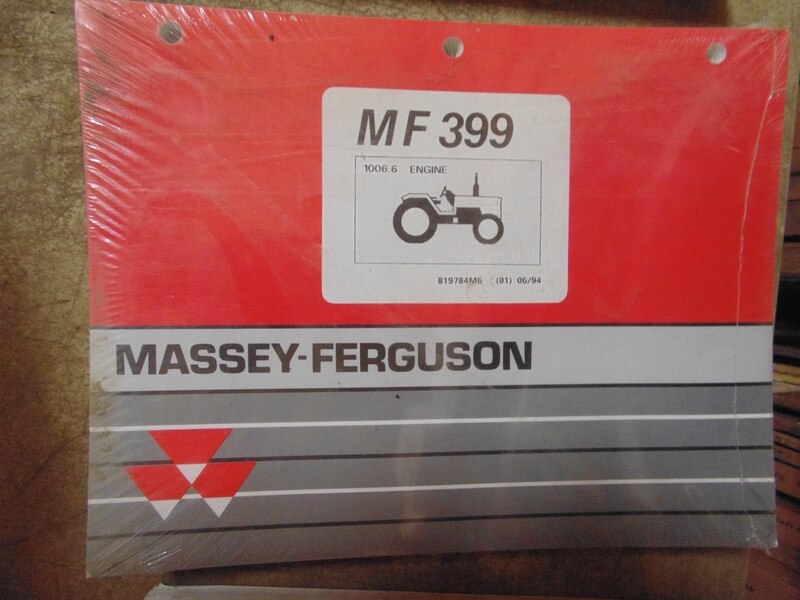 MF 399
1006.6 ENGINE
819784M6 (01) 06/94
MASSEY-FERGUSON